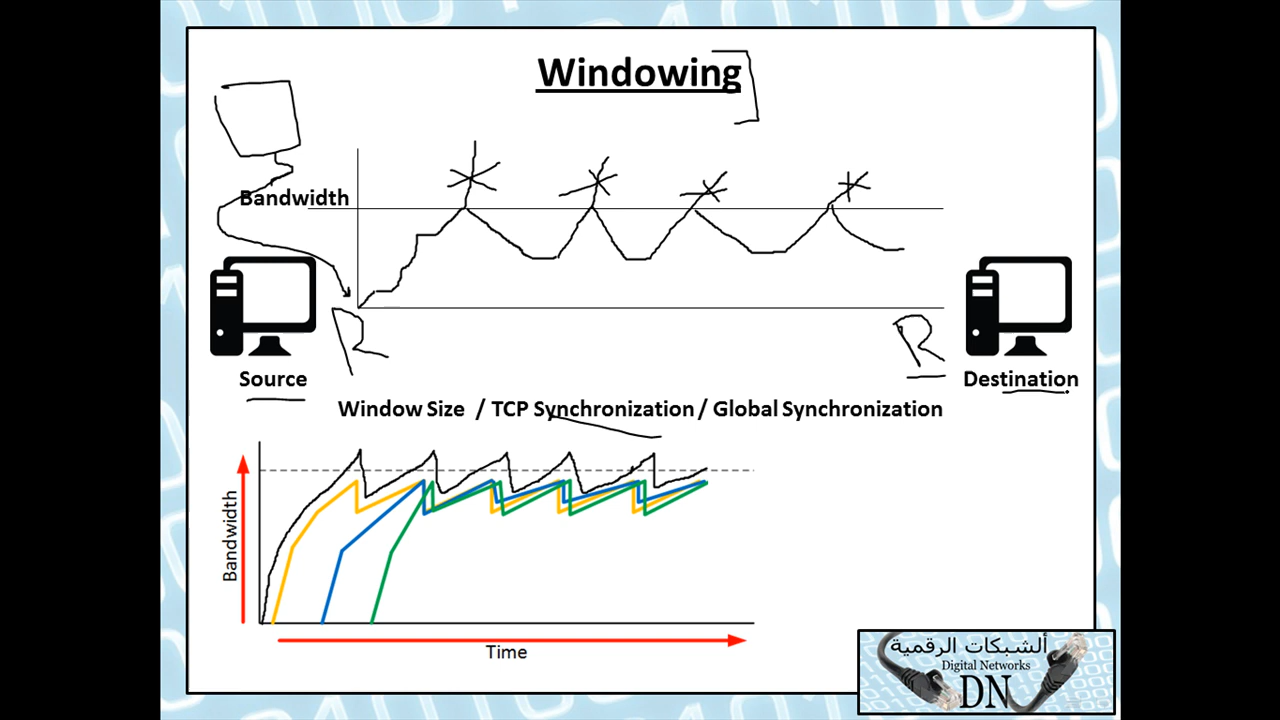 Windowing
Bandwidth
R
R
Source
Destination
Window Size / TCP Synchronization / Global Synchronization
Bandwidth
Time
ألشبكات الرقمية
Digital Networks
DN